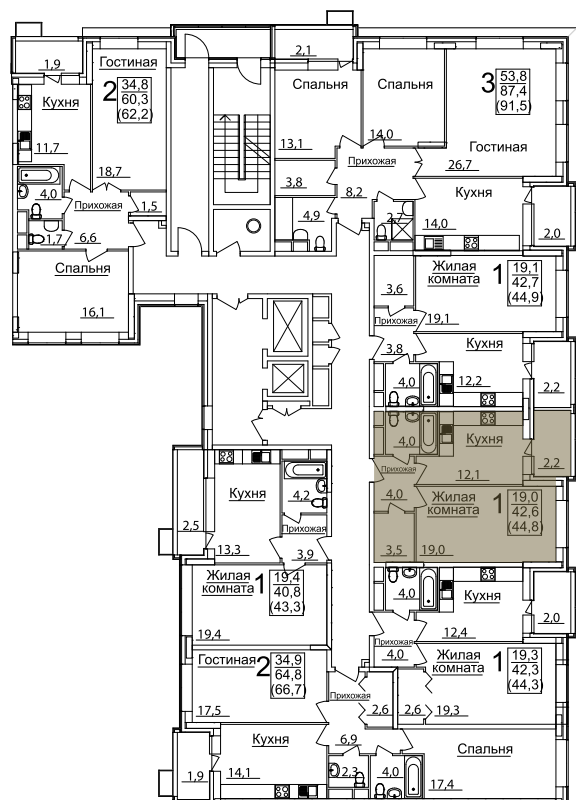 1,9
Кухня
11,7
Гостиная
2
34,8
60,3
(62,2)
18,7
4,0
Прихожая
1,5
1,7
6,6
Спальня
16,1
2,1
Спальня
13,1
Спальня
14,0
3
53,8
87,4
(91,5)
Гостиная
26,7
Прихожая
3,8
8,2
4,9
2,7
Кухня
14,0
2,0
Жилая
комната
1
19,1
42,7
(44,9)
3,6
Прихожая
19,1
3,8
Кухня
4,0
12,2
2,2
4,0
Кухня
Прихожая
12,1
2,2
4,0
Жилая
комната
1
19,0
42,6
(44,8)
3,5
19,0
Кухня
4,2
Прихожая
2,5
13,3
3,9
Жилая
комната
1
19,4
40,8
(43,3)
19,4
4,0
Кухня
2,0
Прихожая
12,4
4,0
Жилая
комната
1
19,3
42,3
(44,3)
2,6
19,3
Гостиная
2
34,9
64,8
(66,7)
Прихожая
17,5
2,6
Кухня
6,9
Спальня
1,9
14,1
2,3
4,0
17,4